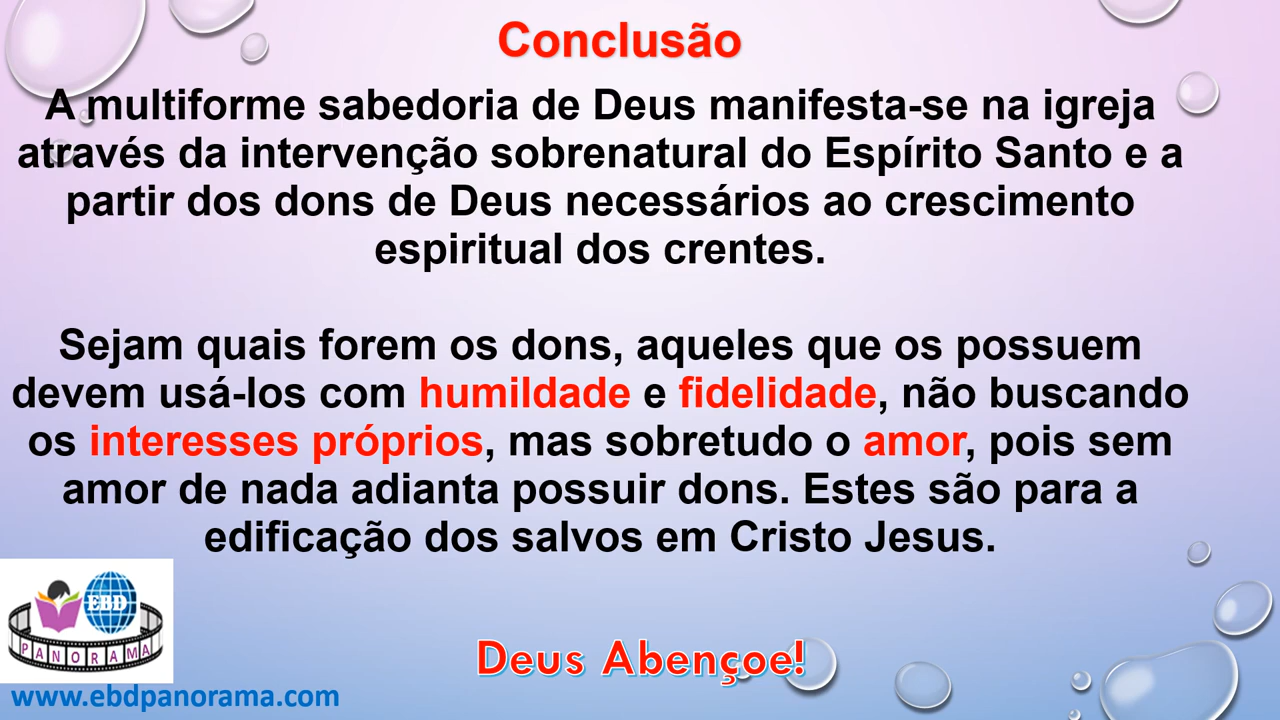 Conclusão
A multiforme sabedoria de Deus manifesta-se na igreja
através da intervenção sobrenatural do Espírito Santo e a
partir dos dons de Deus necessários ao crescimento
espiritual dos crentes.
Sejam quais forem os dons, aqueles que os possuem
devem usá-los com humildade e fidelidade, não buscando
os interesses próprios, mas sobretudo o amor, pois sem
amor de nada adianta possuir dons. Estes são para a
edificação dos salvos em Cristo Jesus.
EBD
PANORAMA
Deus Abençoe!
www.ebdpanorama.com